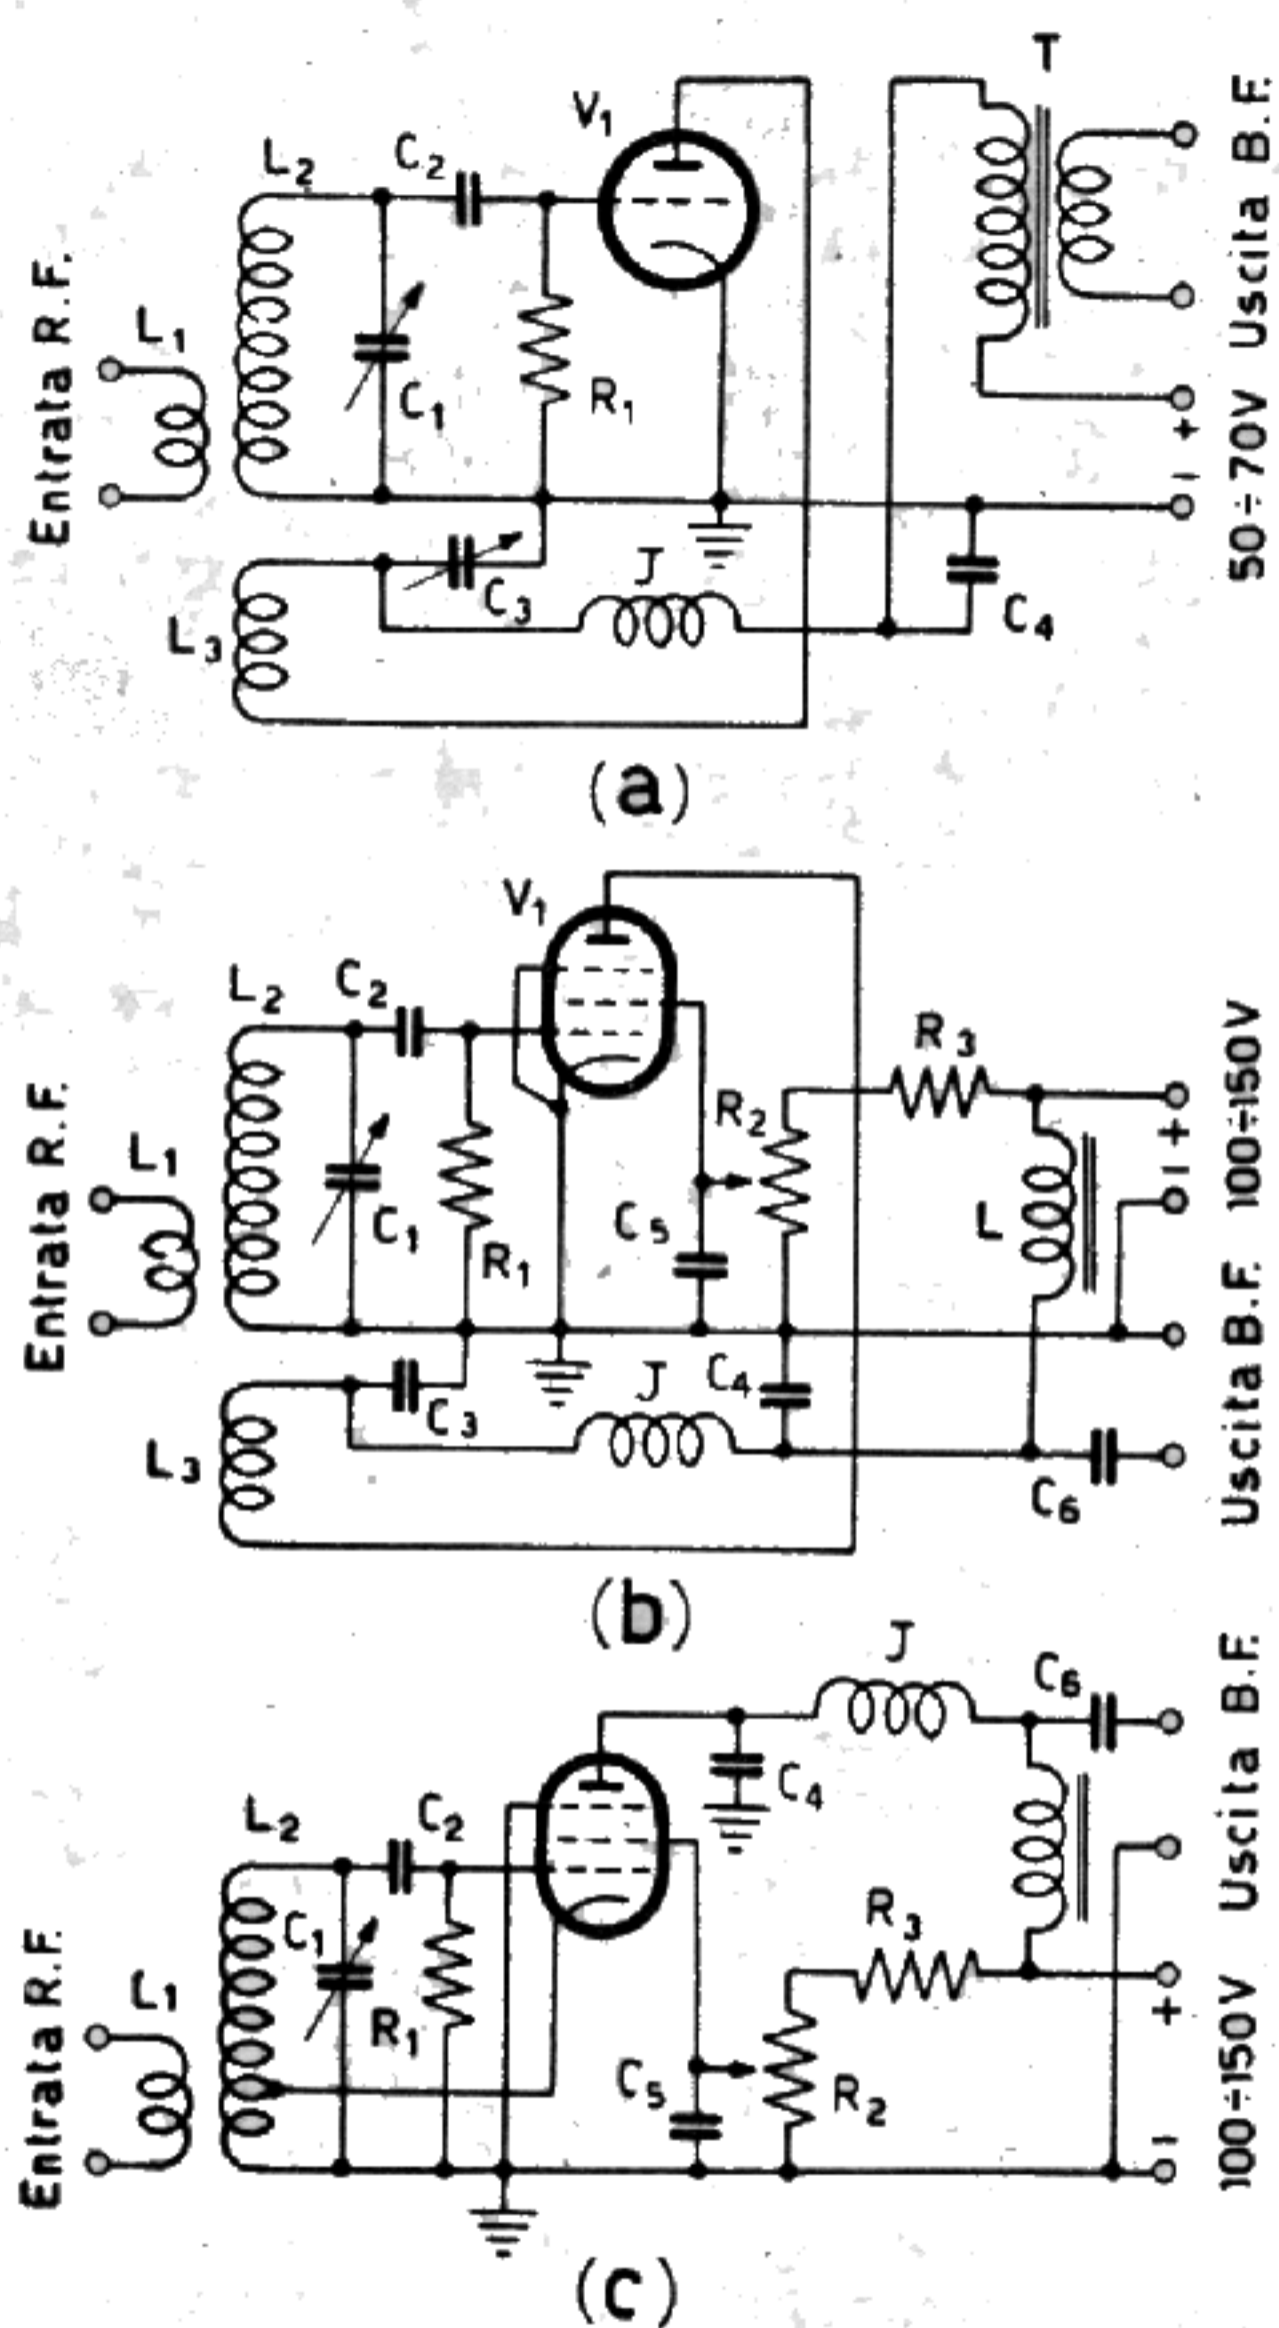 T
V1
C2
L2
L1
C1
R1
Entrata R.F.
Uscita B.F.
+
−
50÷70V
J
C3
C4
L3
(a)
V1
C2
L2
R3
R2
L1
C1
C5
R1
L
+
−
100÷150V
Entrata R.F.
Uscita B.F.
J
C4
C3
L3
C6
(b)
J
C6
C4
C2
L2
C1
R3
L1
R1
C5
R2
+
−
Entrata R.F.
Uscita B.F.
100÷150V
(c)